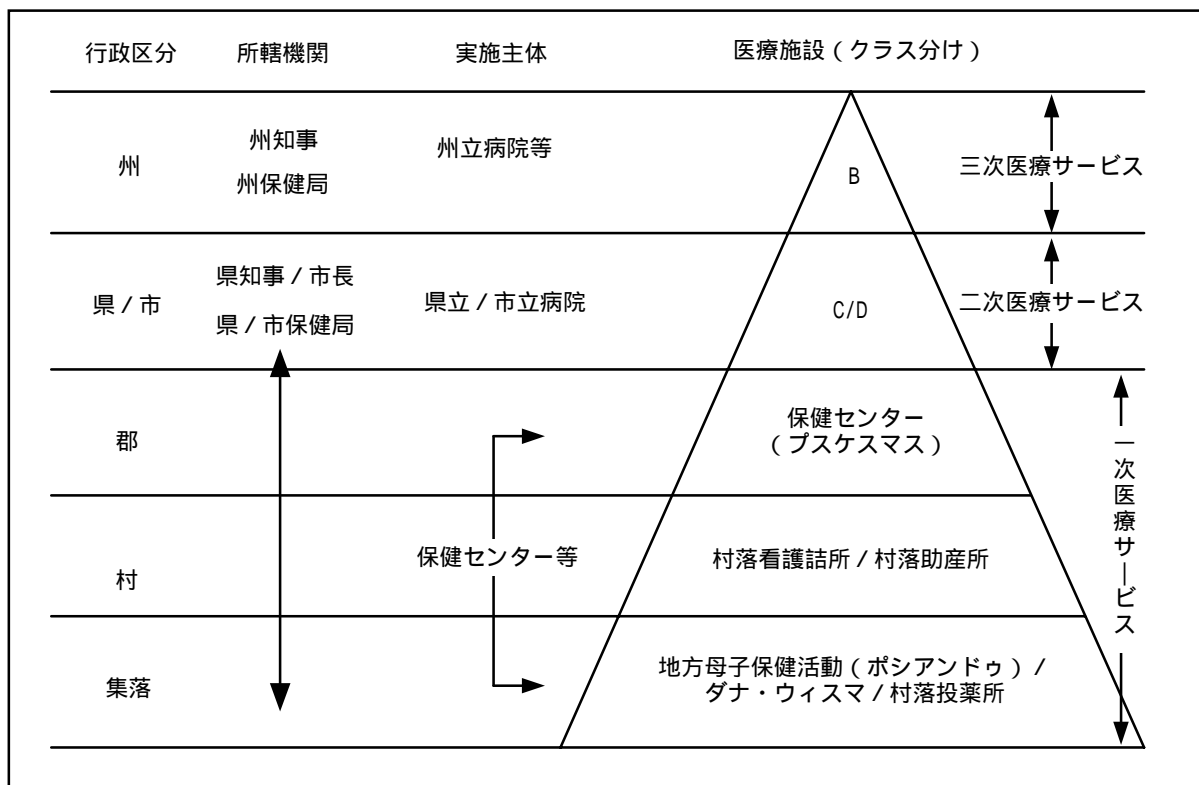 行政区分 所轄機関 実施主体 医療施設（クラス分け）
州
州知事
州保健局
州立病院等
B
三次医療サービス
県／市
県知事／市長
県／市保健局
県立／市立病院
C/D
二次医療サービス
郡
保健センター
（プスケスマス）
村
保健センター等
村落看護詰所／村落助産所
集落
地方母子保健活動（ポシアンドゥ）／
ダナ・ウィスマ／村落投薬所
一次医療サービス